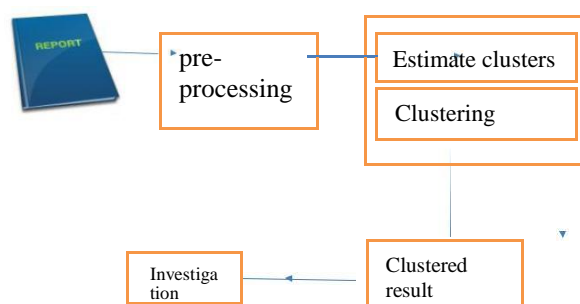 REPORT
pre-
processing
Estimate clusters
Clustering
Investiga
tion
Clustered
result